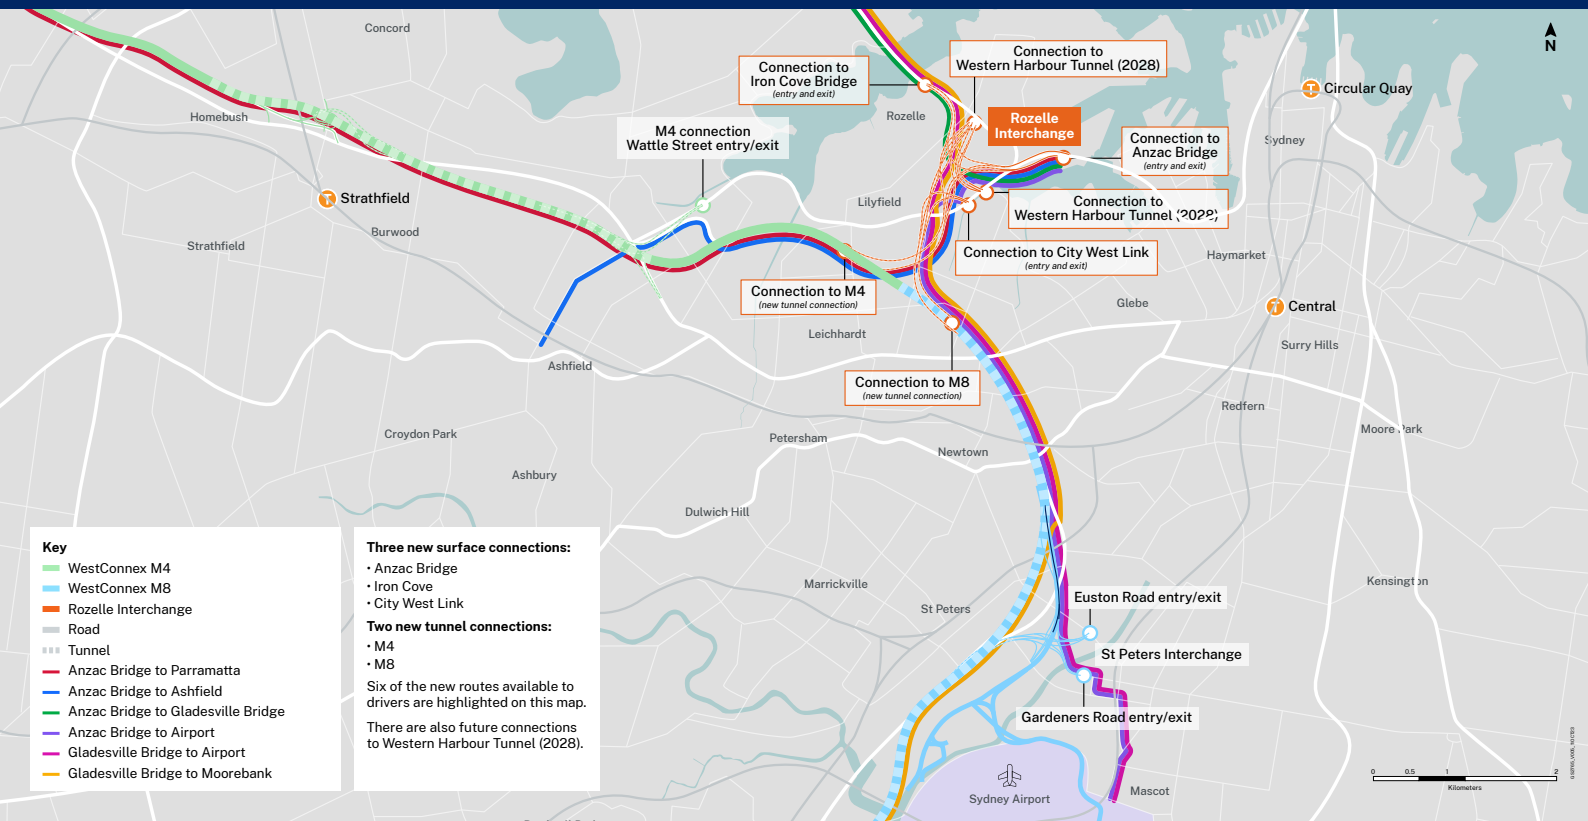 Concord
N
Connection to
Western Harbour Tunnel (2028)
Connection to
Iron Cove Bridge
(entry and exit)
Circular Quay
Homebush
Rozelle
Rozelle
Interchange
M4 connection
Wattle Street entry/exit
Connection to
Anzac Bridge
(entry and exit)
Sydney
Strathfield
Lilyfield
Connection to
Western Harbour Tunnel (2028)
Burwood
Strathfield
Connection to City West Link
(entry and exit)
Haymarket
Connection to M4
(new tunnel connection)
Glebe
Central
Leichhardt
Surry Hills
Ashfield
Connection to M8
(new tunnel connection)
Redfern
Croydon Park
Petersham
Moore Park
Newtown
Ashbury
Dulwich Hill
Marrickville
St Peters
Kensington
Euston Road entry/exit
St Peters Interchange
Gardeners Road entry/exit
Sydney Airport
Mascot
Key
WestConnex M4
WestConnex M8
Rozelle Interchange
Road
Tunnel
Anzac Bridge to Parramatta
Anzac Bridge to Ashfield
Anzac Bridge to Gladesville Bridge
Anzac Bridge to Airport
Gladesville Bridge to Airport
Gladesville Bridge to Moorebank
Three new surface connections:
• Anzac Bridge
• Iron Cove
• City West Link
Two new tunnel connections:
• M4
• M8
Six of the new routes available to
drivers are highlighted on this map.
There are also future connections
to Western Harbour Tunnel (2028).
0 0.5 1 2
Kilometers